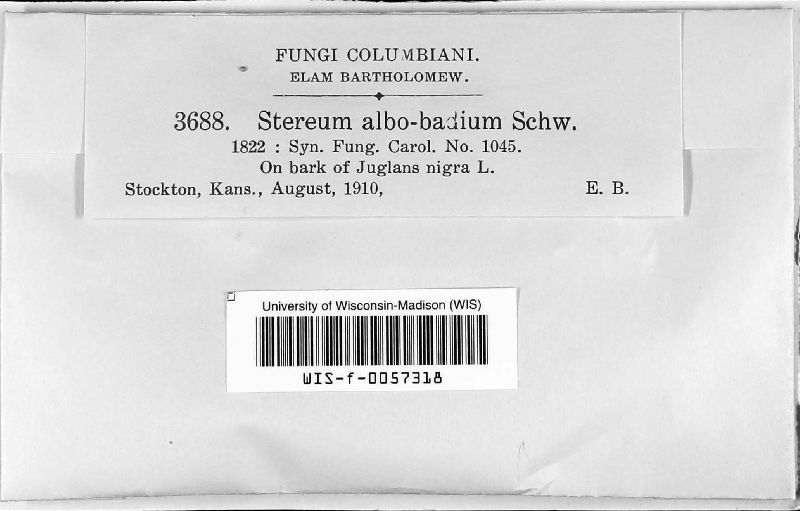 FUNGI COLUMBIANI.
ELAM BARTHOLOMEW.
3688. Stereum albo-badium Schw.
1822 : Syn. Fung. Carol. No. 1045.
On bark of Juglans nigra L.
Stockton, Kans., August, 1910, E. B.
University of Wisconsin-Madison (WIS)
WIS-f-0057318